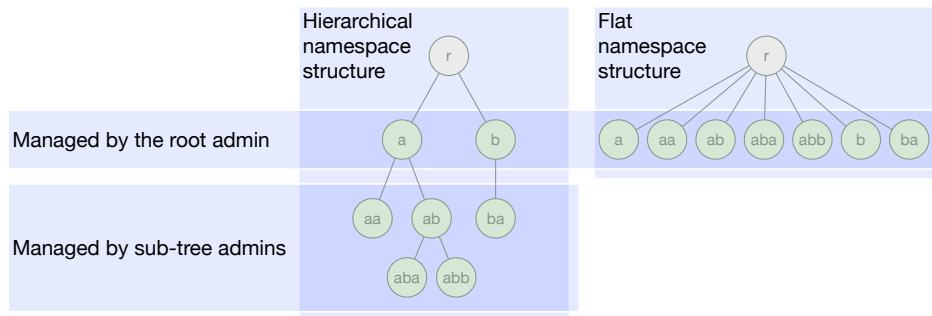 Hierarchical
namespace
structure
r
Flat
namespace
structure
r
Managed by the root admin
a
b
a
aa
ab
aba
abb
b
ba
Managed by sub-tree admins
aa
ab
ba
aba
abb